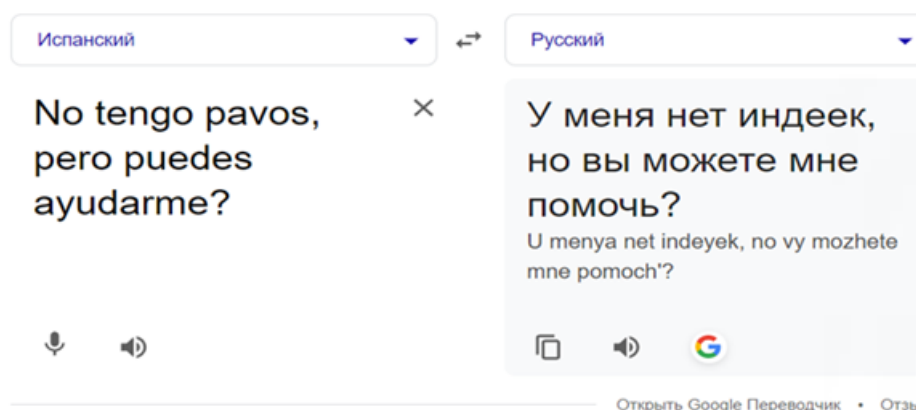 Испанский
Русский
No tengo pavos,
pero puedes
ayudarme?
У меня нет индеек,
но вы можете мне
помочь?
U menya net indeyek, no vy mozhete
mne pomoch'?
Открыть Google Переводчик •